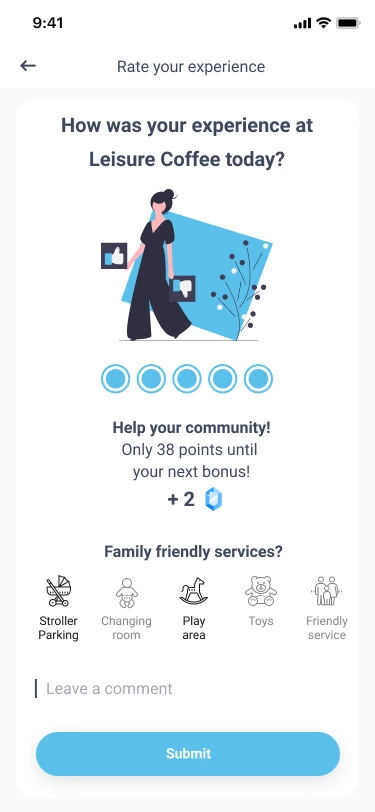 9:41
Rate your experience
How was your experience at
Leisure Coffee today?
Help your community!
Only 38 points until
your next bonus!
+ 2
Family friendly services?
Stroller
Parking
Changing
room
Play
area
Toys
Friendly
service
Leave a comment
Submit